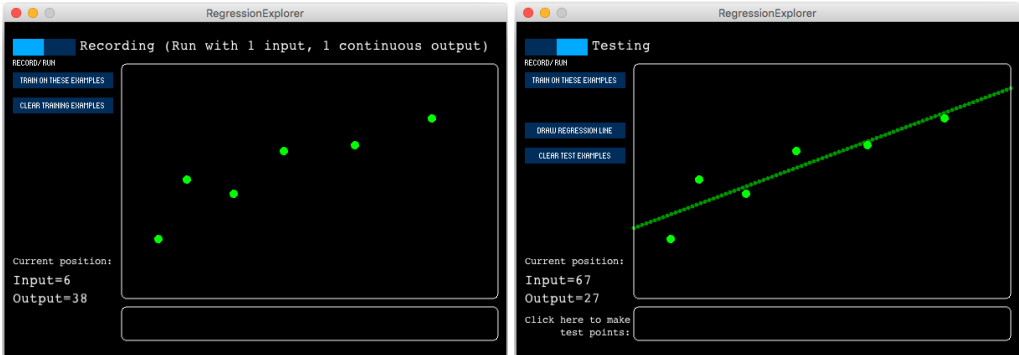 RegressionExplorer
Recording (Run with 1 input, 1 continuous output)
RECORD/RUN
TRAIN ON THESE EXAMPLES
CLEAR TRAINING EXAMPLES
Current position:
Input=6
Output=38
RegressionExplorer
Testing
RECORD/RUN
TRAIN ON THESE EXAMPLES
DRAW REGRESSION LINE
CLEAR TEST EXAMPLES
Current position:
Input=67
Output=27
Click here to make
test points: